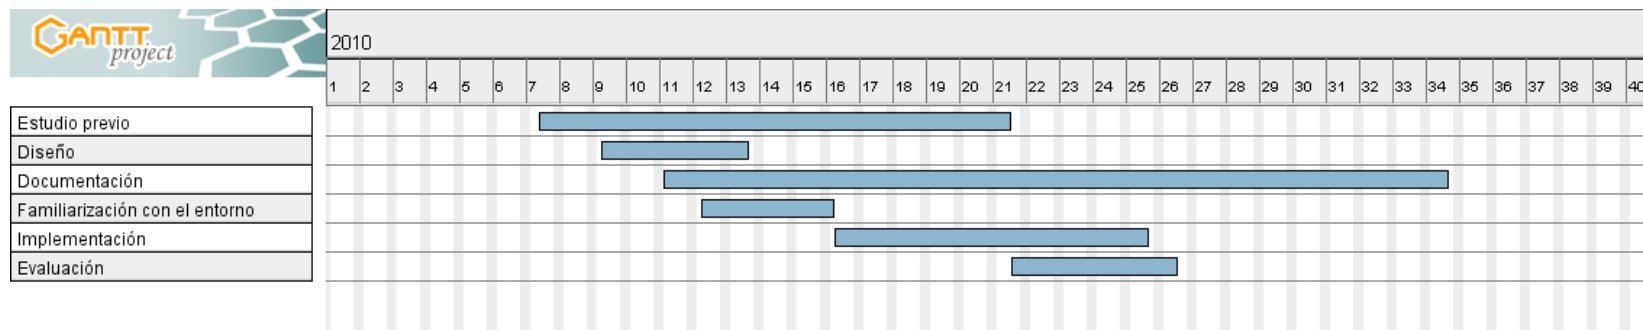 GANTT
project
2010
1 2 3 4 5 6 7 8 9 10 11 12 13 14 15 16 17 18 19 20 21 22 23 24 25 26 27 28 29 30 31 32 33 34 35 36 37 38 39 40
Estudio previo
Diseño
Documentación
Familiarización con el entorno
Implementación
Evaluación